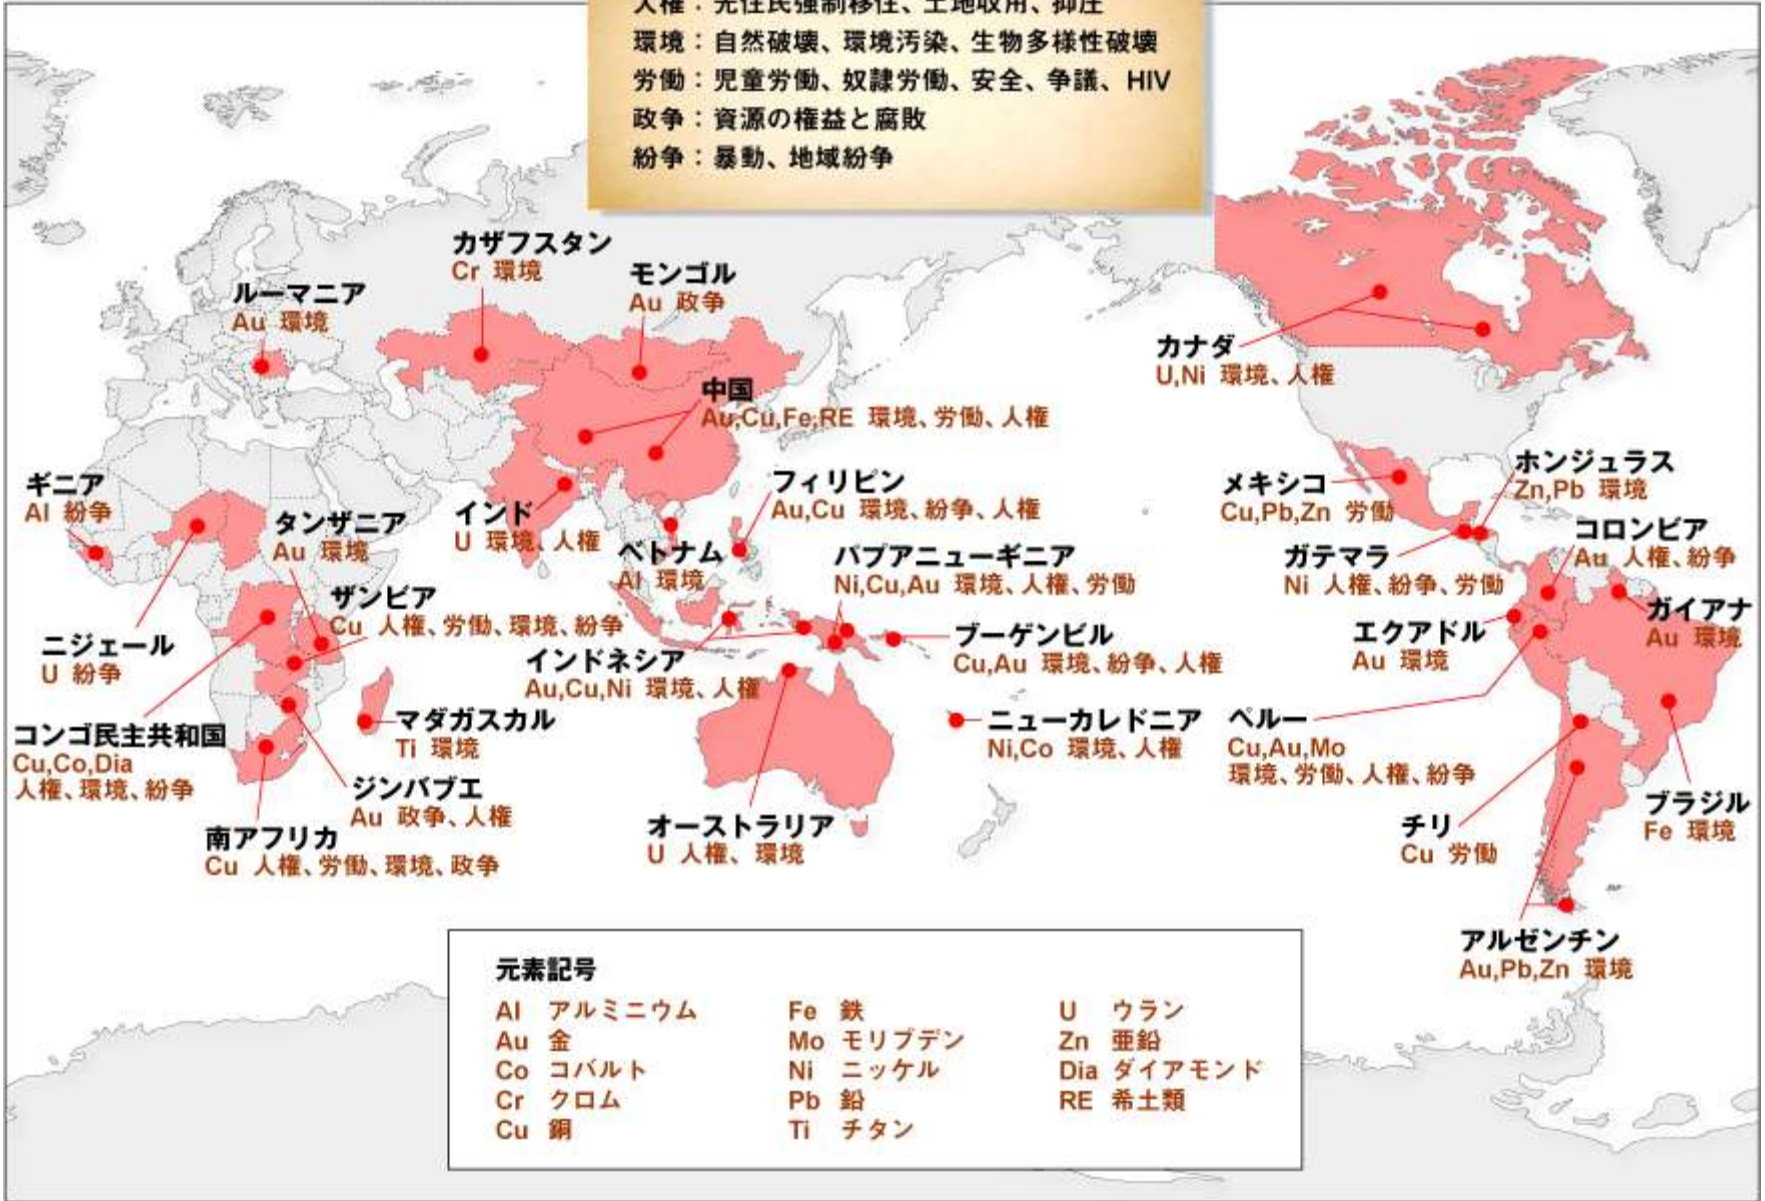 人権：先住民強制移住、土地収用、抑圧
環境：自然破壊、環境汚染、生物多様性破壊
労働：児童労働、奴隷労働、安全、争議、HIV
政争：資源の権益と腐敗
紛争：暴動、地域紛争
カザフスタン
Cr 環境
モンゴル
Au 政争
ルーマニア
Au 環境
カナダ
U,Ni 環境、人権
中国
Au,Cu,Fe,RE 環境、労働、人権
ギニア
Al 紛争
タンザニア
Au 環境
インド
U 環境、人権
フィリピン
Au,Cu 環境、紛争、人権
メキシコ
Cu,Pb,Zn 労働
ホンジュラス
Zn,Pb 環境
ベトナム
Al 環境
パプアニューギニア
Ni,Cu,Au 環境、人権、労働
ガテマラ
Ni 人権、紛争、労働
コロンビア
Au 人権、紛争
ザンビア
Cu 人権、労働、環境、紛争
ニジェール
U 紛争
インドネシア
Au,Cu,Ni 環境、人権
ブーゲンビル
Cu,Au 環境、紛争、人権
エクアドル
Au 環境
ガイアナ
Au 環境
コンゴ民主共和国
Cu,Co,Dia
人権、環境、紛争
マダガスカル
Ti 環境
ニューカレドニア
Ni,Co 環境、人権
ペルー
Cu,Au,Mo
環境、労働、人権、紛争
ジンバブエ
Au 政争、人権
南アフリカ
Cu 人権、労働、環境、政争
オーストラリア
U 人権、環境
チリ
Cu 労働
ブラジル
Fe 環境
アルゼンチン
Au,Pb,Zn 環境
元素記号
Al アルミニウム
Au 金
Co コバルト
Cr クロム
Cu 銅
Fe 鉄
Mo モリブデン
Ni ニッケル
Pb 鉛
Ti チタン
U ウラン
Zn 亜鉛
Dia ダイアモンド
RE 希土類